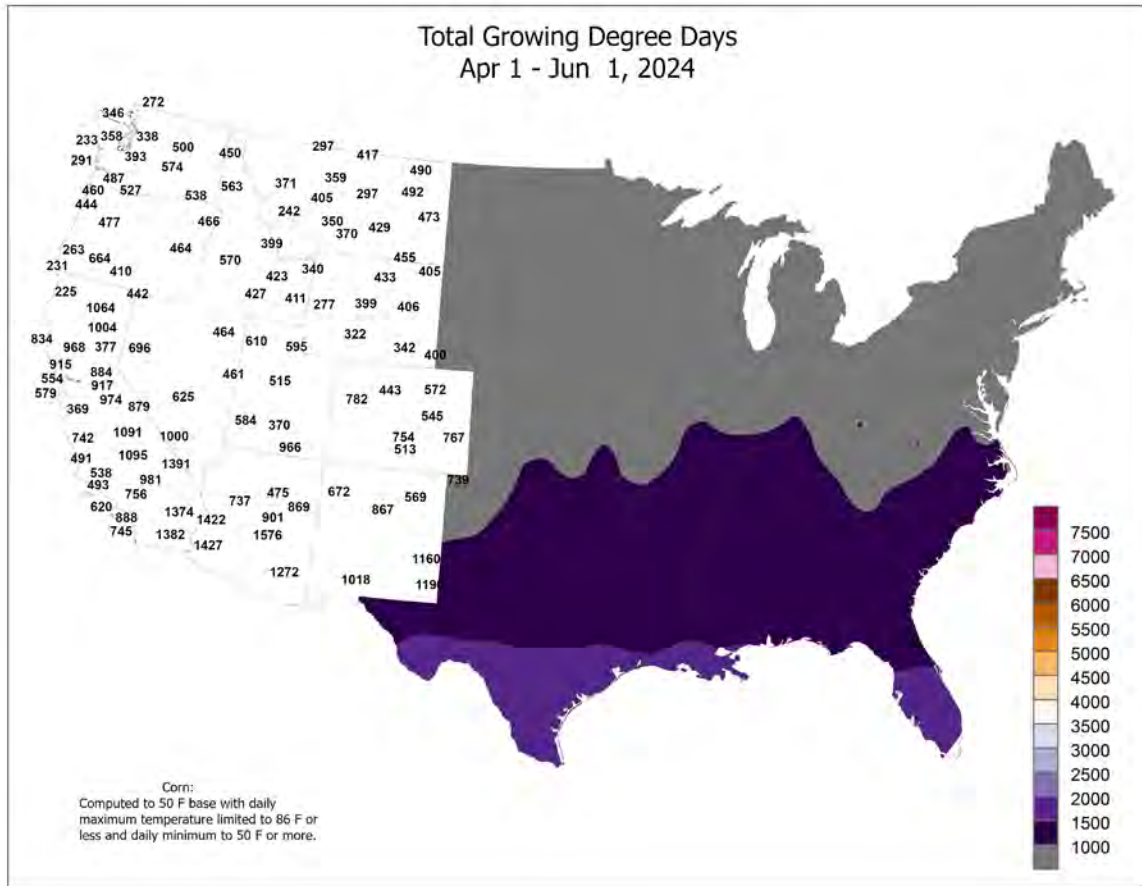 Total Growing Degree Days
Apr 1 - Jun 1, 2024
272
346
233 358 338
500 450 297 417
291 393
574 490
487 371 359
460 527 538 563 405 297 492
444 242
477 466 350 429 473
370
263 464 399
664 570 455
231 410 423 340 433 405
225 442 427 411 277 399 406
1064
1004 464 322
834 968 377 696 610 595 342 400
915 884 461 515
554 917 443 572
579 974 625 782
369 879 584 370 545
742 1091 1000 754 767
491 1095 966 513
538 1391
493 981 739
756 475 672 569
620 737 869 867
888 1374 1422 901
745 1382 1576
1427
1160
1272 1018 119
7500
7000
6500
6000
5500
5000
4500
4000
3500
3000
2500
2000
1500
1000
Corn:
Computed to 50 F base with daily
maximum temperature limited to 86 F or
less and daily minimum to 50 F or more.